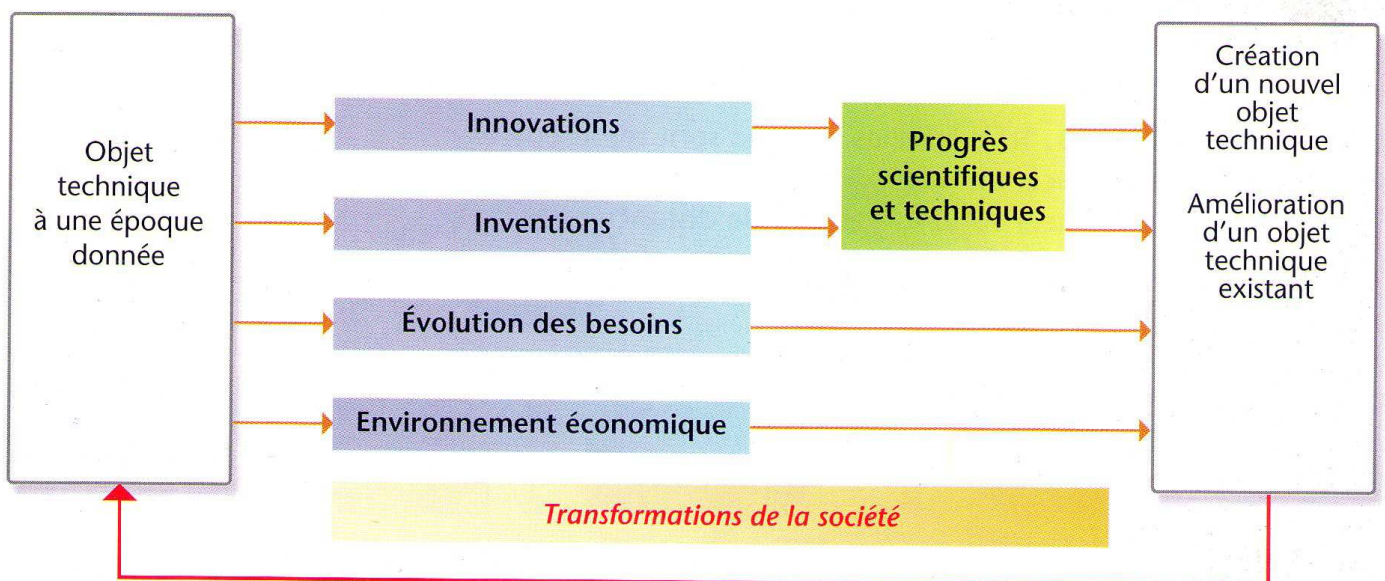 Objet
technique
à une époque
donnée
Innovations
Inventions
Évolution des besoins
Environnement économique
Progrès
scientifiques
et techniques
Création
d'un nouvel
objet
technique
Amélioration
d'un objet
technique
existant
Transformations de la société